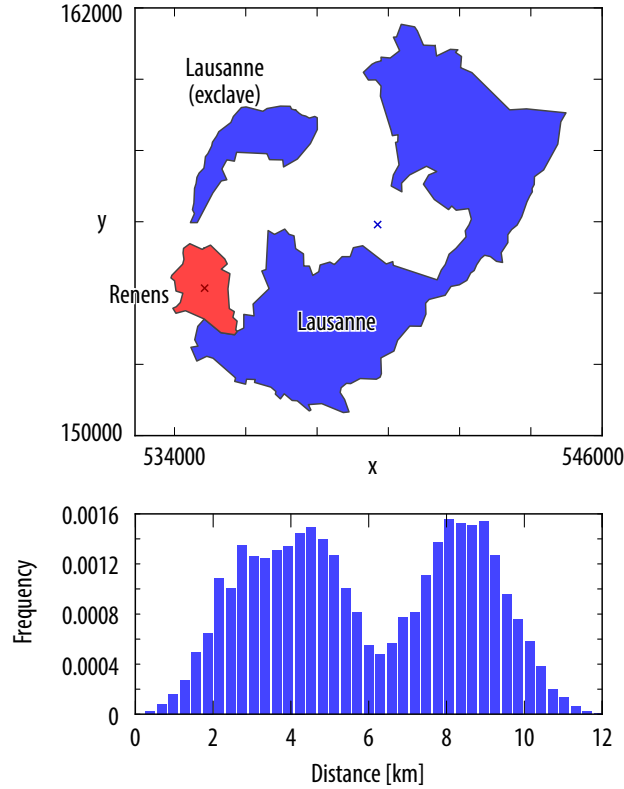 162000
Lausanne
(exclave)
y
Renens
Lausanne
150000
534000
x
546000
0.0016
0.0012
0.0008
0.0004
0
Frequency
0 2 4 6 8 10 12
Distance [km]